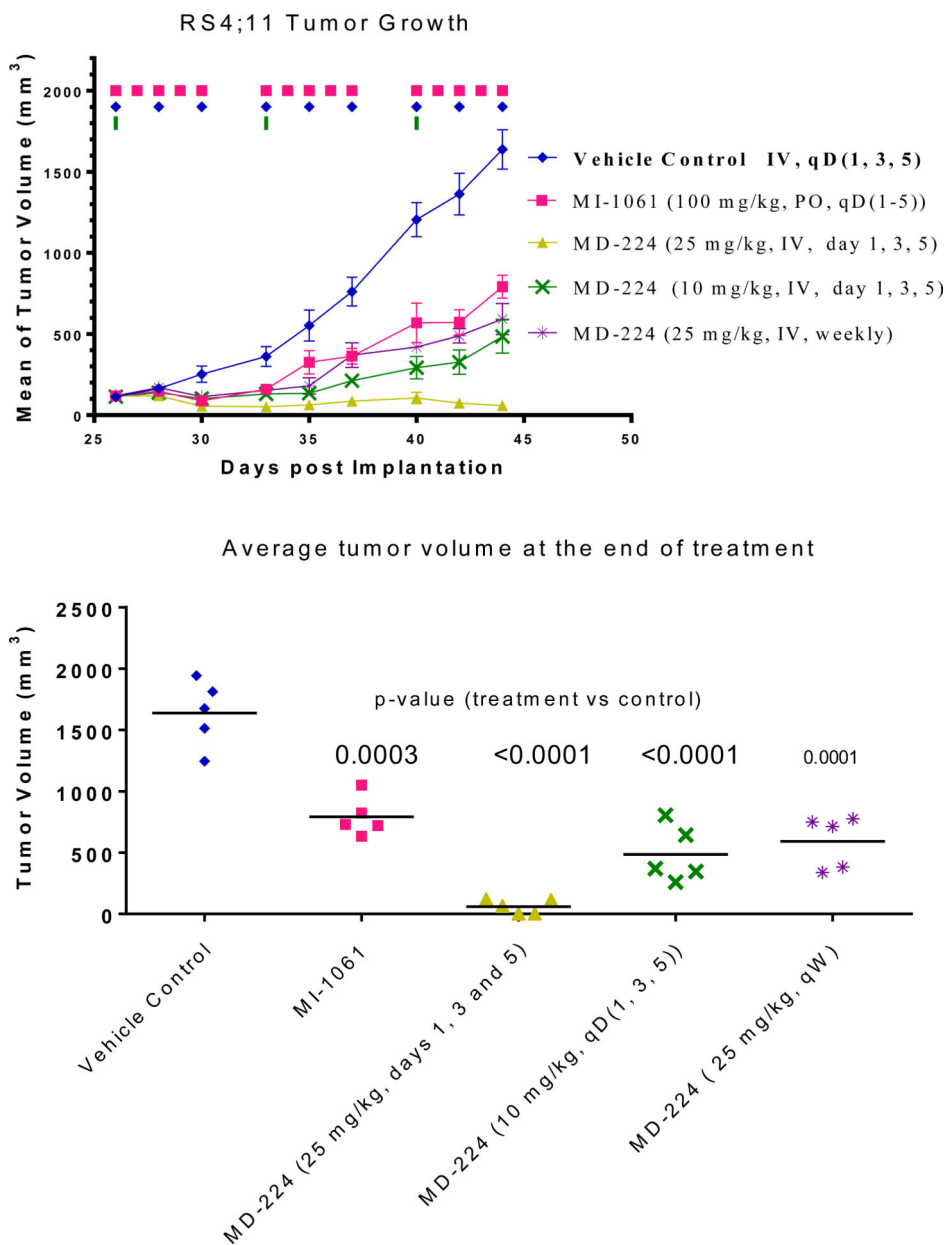 RS4;11 Tumor Growth
Mean of Tumor Volume (mm3)
2000
1500
1000
500
0
25 30 35 40 45 50
Days post Implantation
Vehicle Control IV, qD(1, 3, 5)
MI-1061 (100 mg/kg, PO, qD(1-5))
MD-224 (25 mg/kg, IV, day 1, 3, 5)
MD-224 (10 mg/kg, IV, day 1, 3, 5)
MD-224 (25 mg/kg, IV, weekly)
Average tumor volume at the end of treatment
Tumor Volume (mm3)
2500
2000
1500
1000
500
0
p-value (treatment vs control)
0.0003 <0.0001 <0.0001 0.0001
Vehicle Control
MI-1061
MD-224 (25 mg/kg, days 1, 3 and 5)
MD-224 (10 mg/kg, qD(1, 3, 5))
MD-224 ( 25 mg/kg, qW)